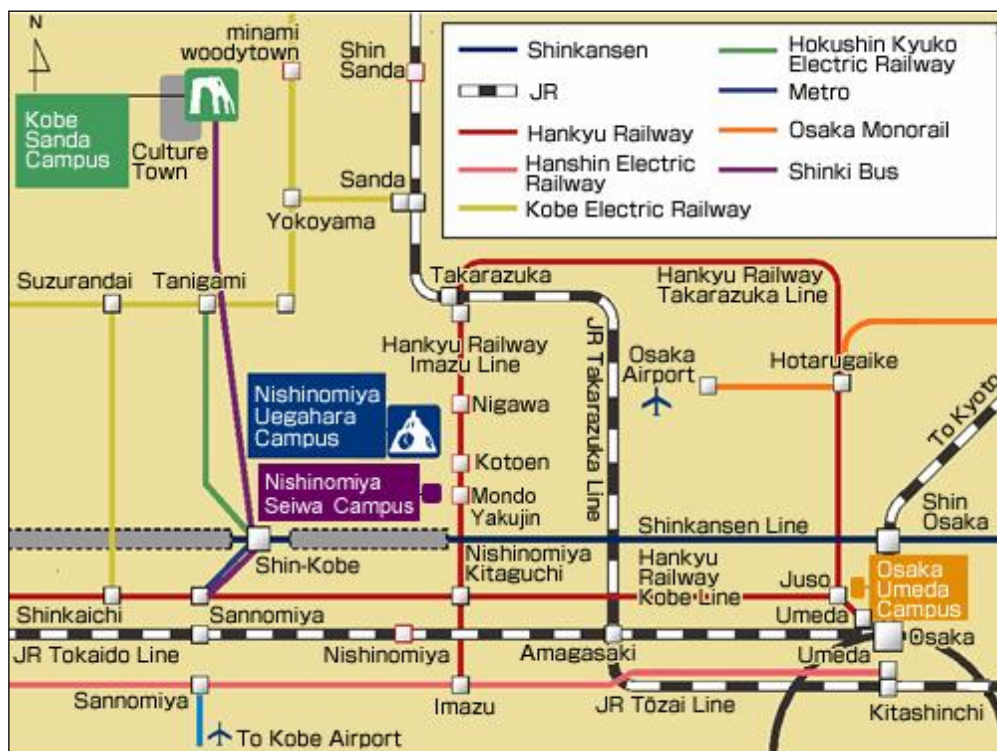 N
minami
woodytown
Shin
Sanda
Shinkansen
JR
Hankyu Railway
Hanshin Electric
Railway
Kobe Electric Railway
Hokushin Kyuko
Electric Railway
Metro
Osaka Monorail
Shinki Bus
Kobe
Sanda
Campus
Culture
Town
Sanda
Yokoyama
Suzurandai
Tanigami
Takarazuka
Hankyu Railway
Takarazuka Line
Hankyu Railway
Imazu Line
JR Takarazuka Line
Osaka
Airport
Hotarugaike
To Kyoto
Nishinomiya
Uegahara
Campus
Nigawa
Kotoen
Nishinomiya
Seiwa Campus
Mondo
Yakujin
Shin
Osaka
Shinkansen Line
Shin-Kobe
Nishinomiya
Kitaguchi
Hankyu
Railway
Kobe Line
Juso
Osaka
Umeda
Campus
Shinkaichi
Sannomiya
Umeda
Osaka
JR Tokaido Line
Nishinomiya
Amagasaki
Umeda
Sannomiya
Imazu
JR Tōzai Line
Kitashinchi
To Kobe Airport